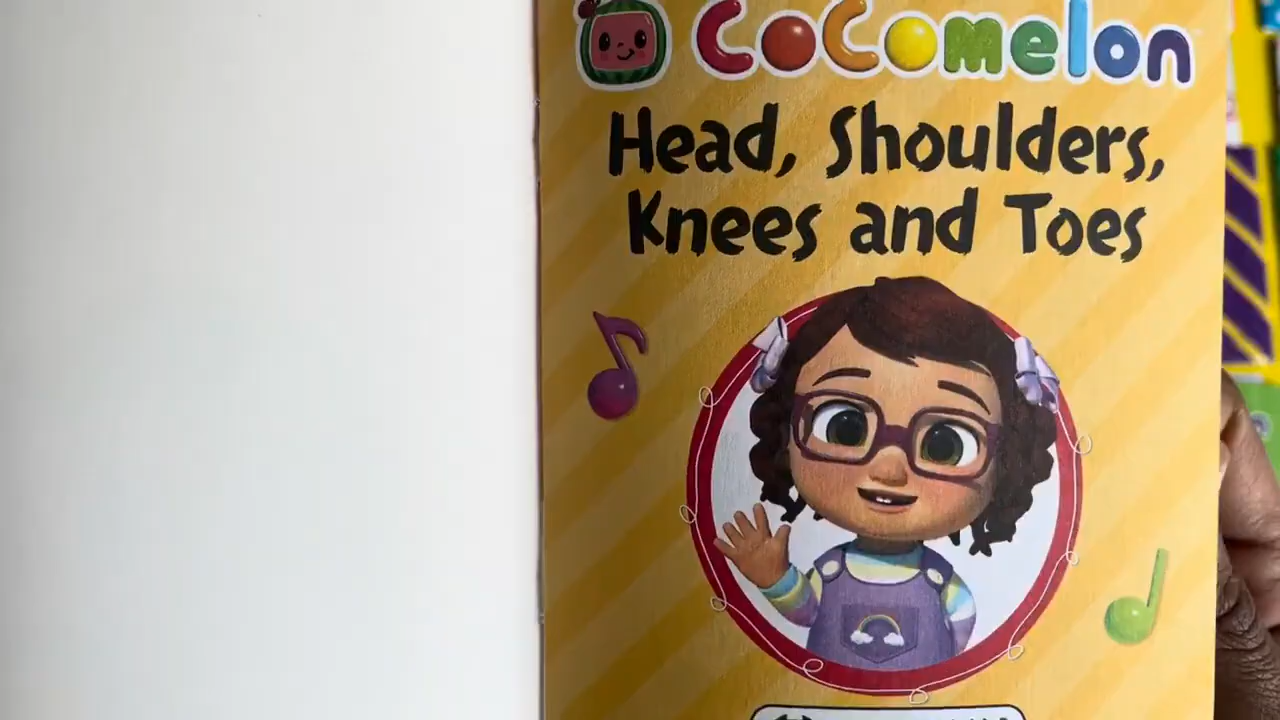 CoComelon
Head, Shoulders,
Knees and Toes